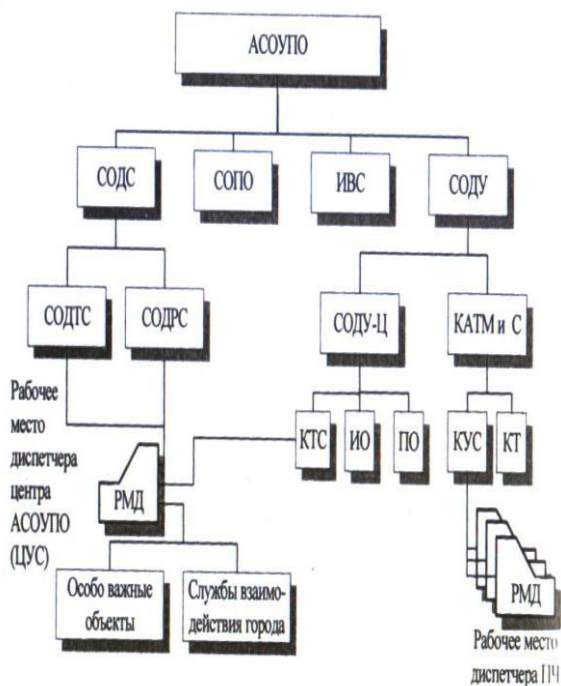 АСОУПО
СОДС
СОПО
ИВС
СОДУ
СОДТС
СОДРС
СОДУ-Ц
КАТМ и С
Рабочее
место
диспетчера
центра
АСОУПО
(ЦУС)
РМД
КТС
ИО
ПО
КУС
КТ
Особо важные
объекты
Службы взаимо-
действия города
РМД
Рабочее место
диспетчера ПЧ